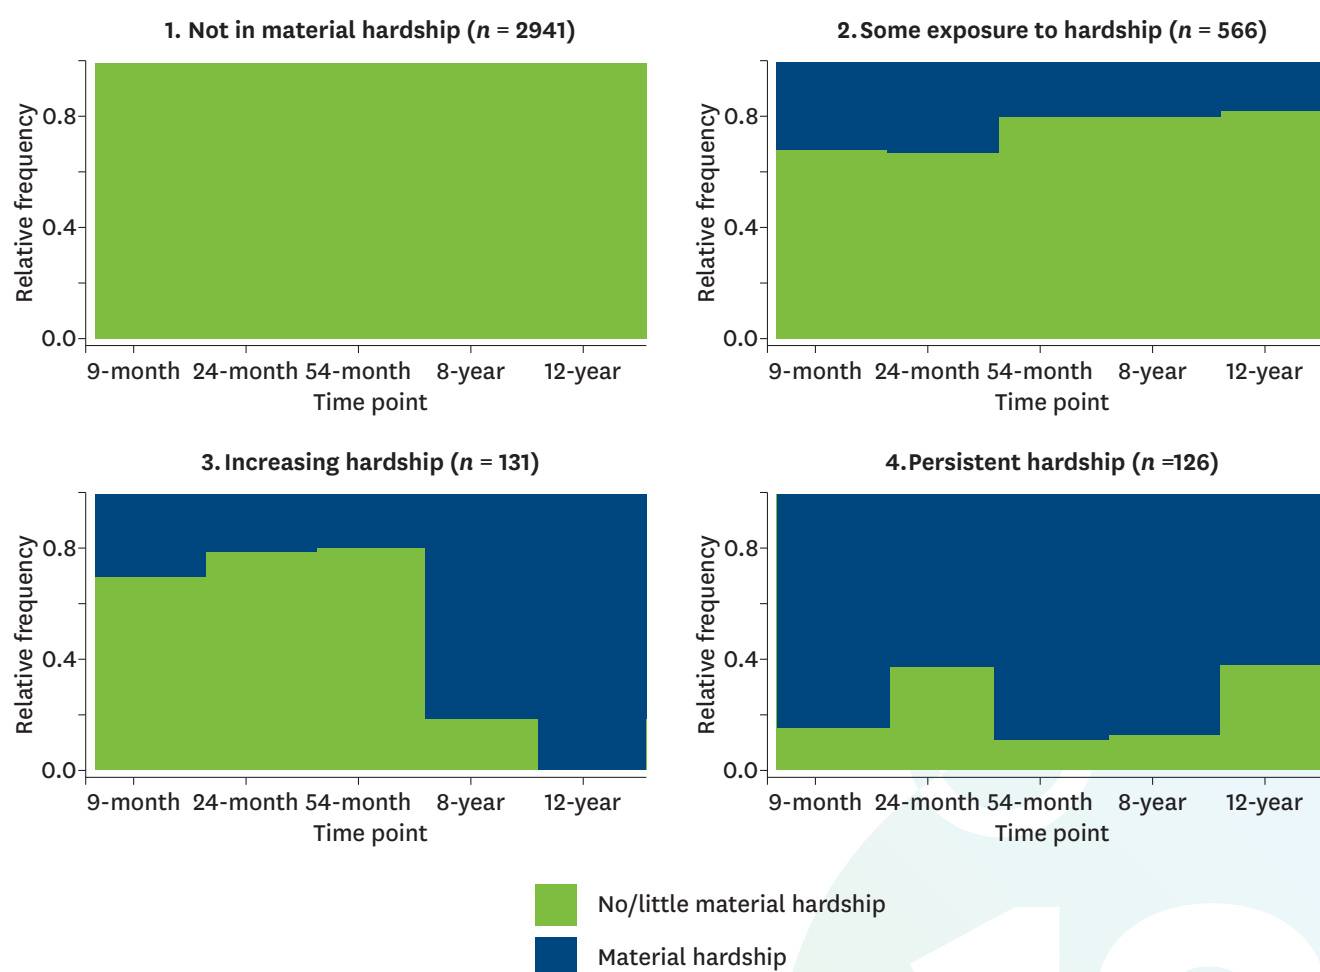 1. Not in material hardship (n = 2941)
Relative frequency
0.8
0.4
0.0
9-month 24-month 54-month 8-year 12-year
Time point
2. Some exposure to hardship (n = 566)
Relative frequency
0.8
0.4
0.0
9-month 24-month 54-month 8-year 12-year
Time point
3. Increasing hardship (n = 131)
Relative frequency
0.8
0.4
0.0
9-month 24-month 54-month 8-year 12-year
Time point
4. Persistent hardship (n =126)
Relative frequency
0.8
0.4
0.0
9-month 24-month 54-month 8-year 12-year
Time point
No/little material hardship
Material hardship